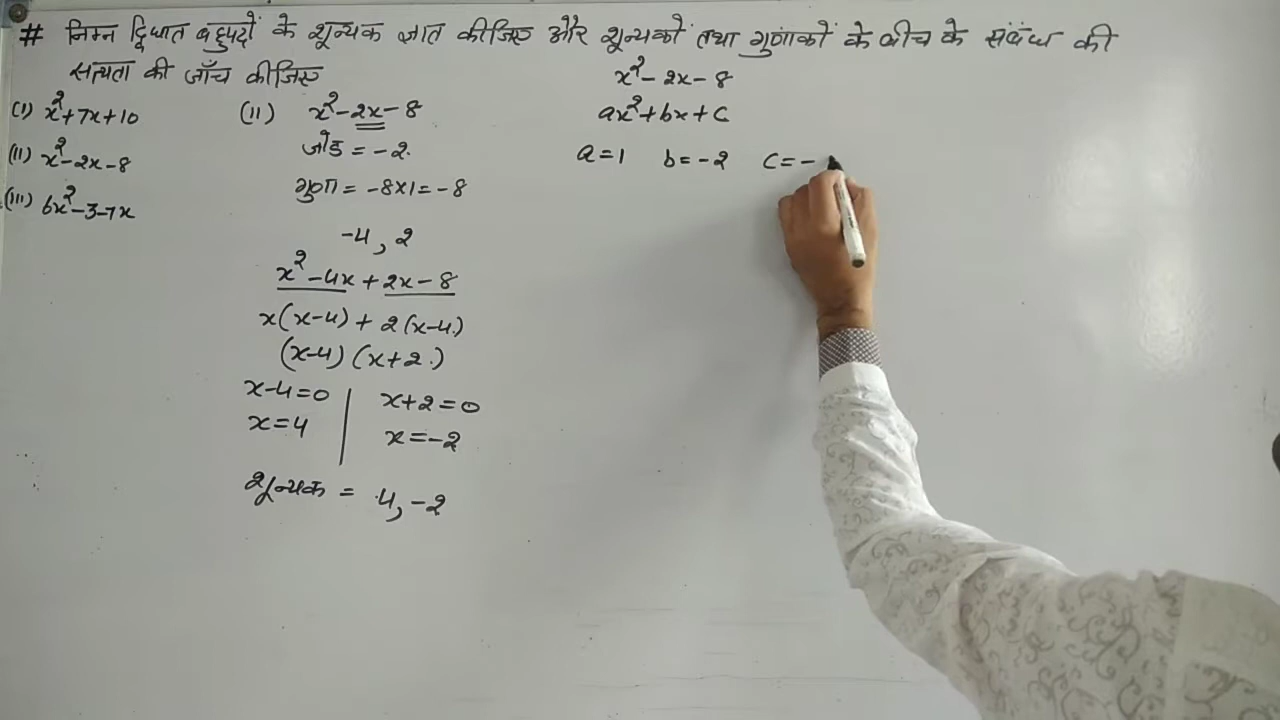 # निम्न द्विघात बहुपदों के शून्यक ज्ञात कीजिए और शून्यकों तथा गुणांकों के बीच के संबंध की
सत्यता की जाँच कीजिए
(I) x²+7x+10
(II) x²-2x-8
(III) 6x²-3-7x
(II) x²-2x-8
जोड = -2.
गुणा = -8x1 = -8
-4, 2
x²-4x+2x-8
x(x-4)+2(x-4)
(x-4)(x+2.)
x-4=0 | x+2=0
x=4 | x=-2
शून्यक = 4, -2
x²-2x-8
ax²+bx+c
a=1 b=-2 c=-